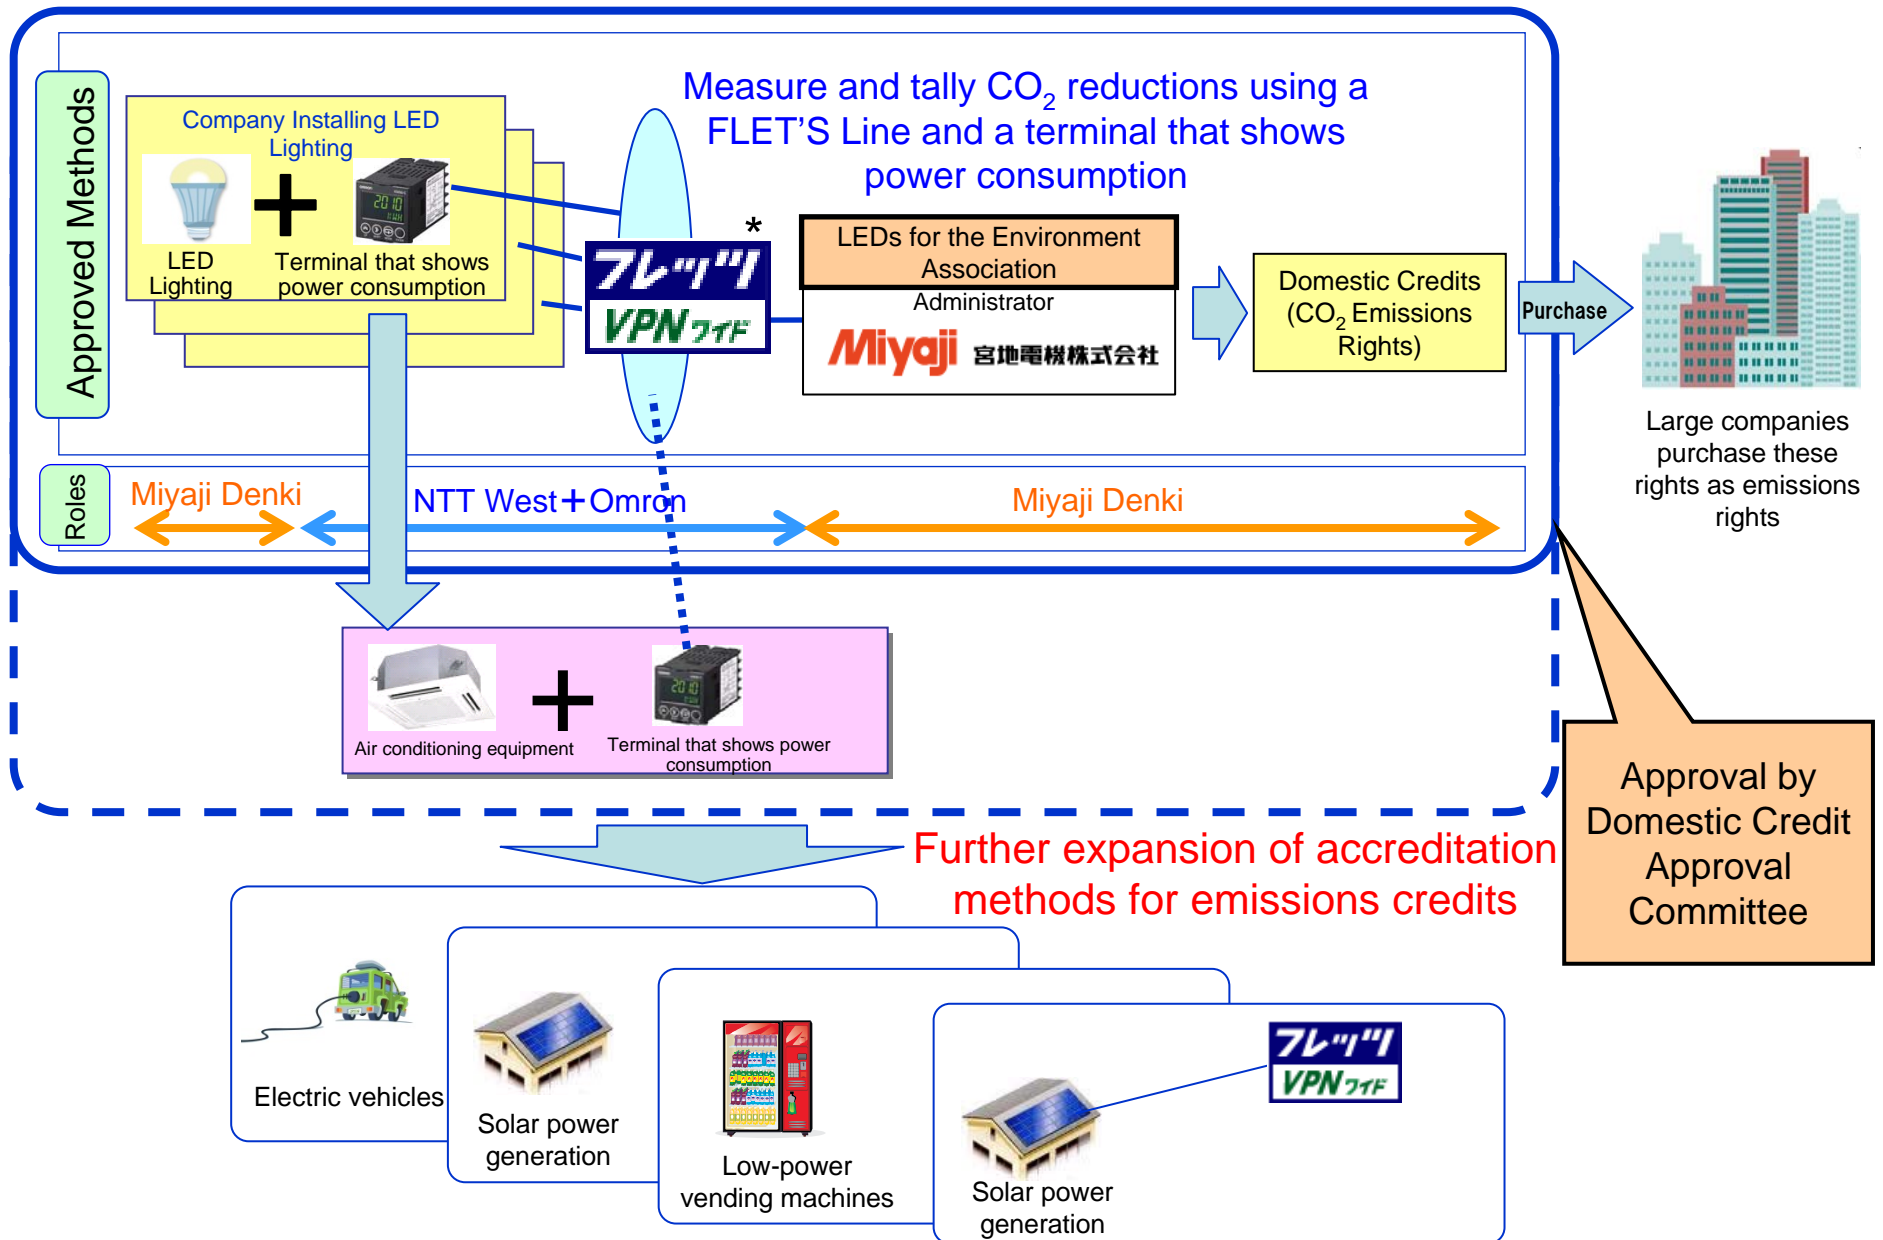 Approved Methods
Company Installing LED
Lighting
LED
Lighting
Terminal that shows
power consumption
Measure and tally CO₂ reductions using a
FLET'S Line and a terminal that shows
power consumption
*
フレッツ
VPNワイド
LEDs for the Environment
Association
Administrator
Miyaji 宮地電機株式会社
Domestic Credits
(CO₂ Emissions
Rights)
Purchase
Large companies
purchase these
rights as emissions
rights
Roles
Miyaji Denki
NTT West+Omron
Miyaji Denki
Air conditioning equipment
Terminal that shows power
consumption
Approval by
Domestic Credit
Approval
Committee
Further expansion of accreditation
methods for emissions credits
Electric vehicles
Solar power
generation
Low-power
vending machines
Solar power
generation
フレッツ
VPNワイド